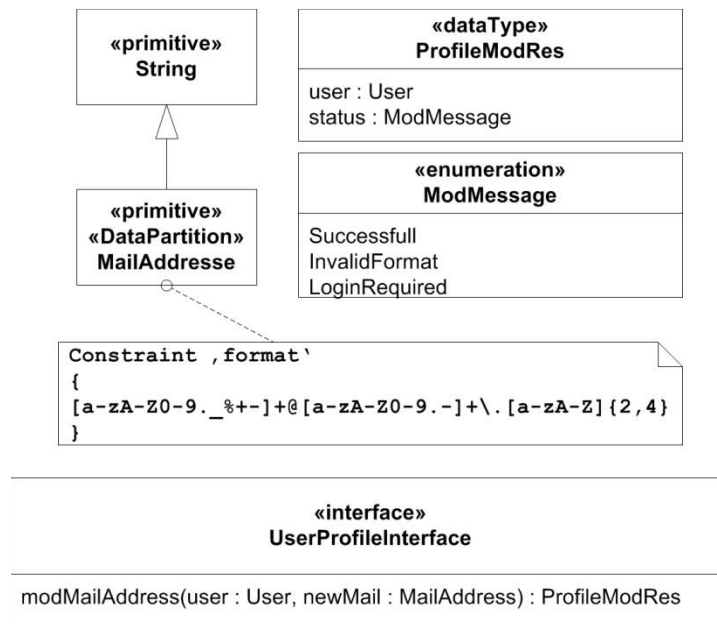 «primitive»
String
«dataType»
ProfileModRes
user : User
status : ModMessage
«primitive»
«DataPartition»
MailAddresse
«enumeration»
ModMessage
Successfull
InvalidFormat
LoginRequired
Constraint ‚format‘
{
[a-zA-Z0-9._%+-]+@[a-zA-Z0-9.-]+\.[a-zA-Z]{2,4}
}
«interface»
UserProfileInterface
modMailAddress(user : User, newMail : MailAddress) : ProfileModRes